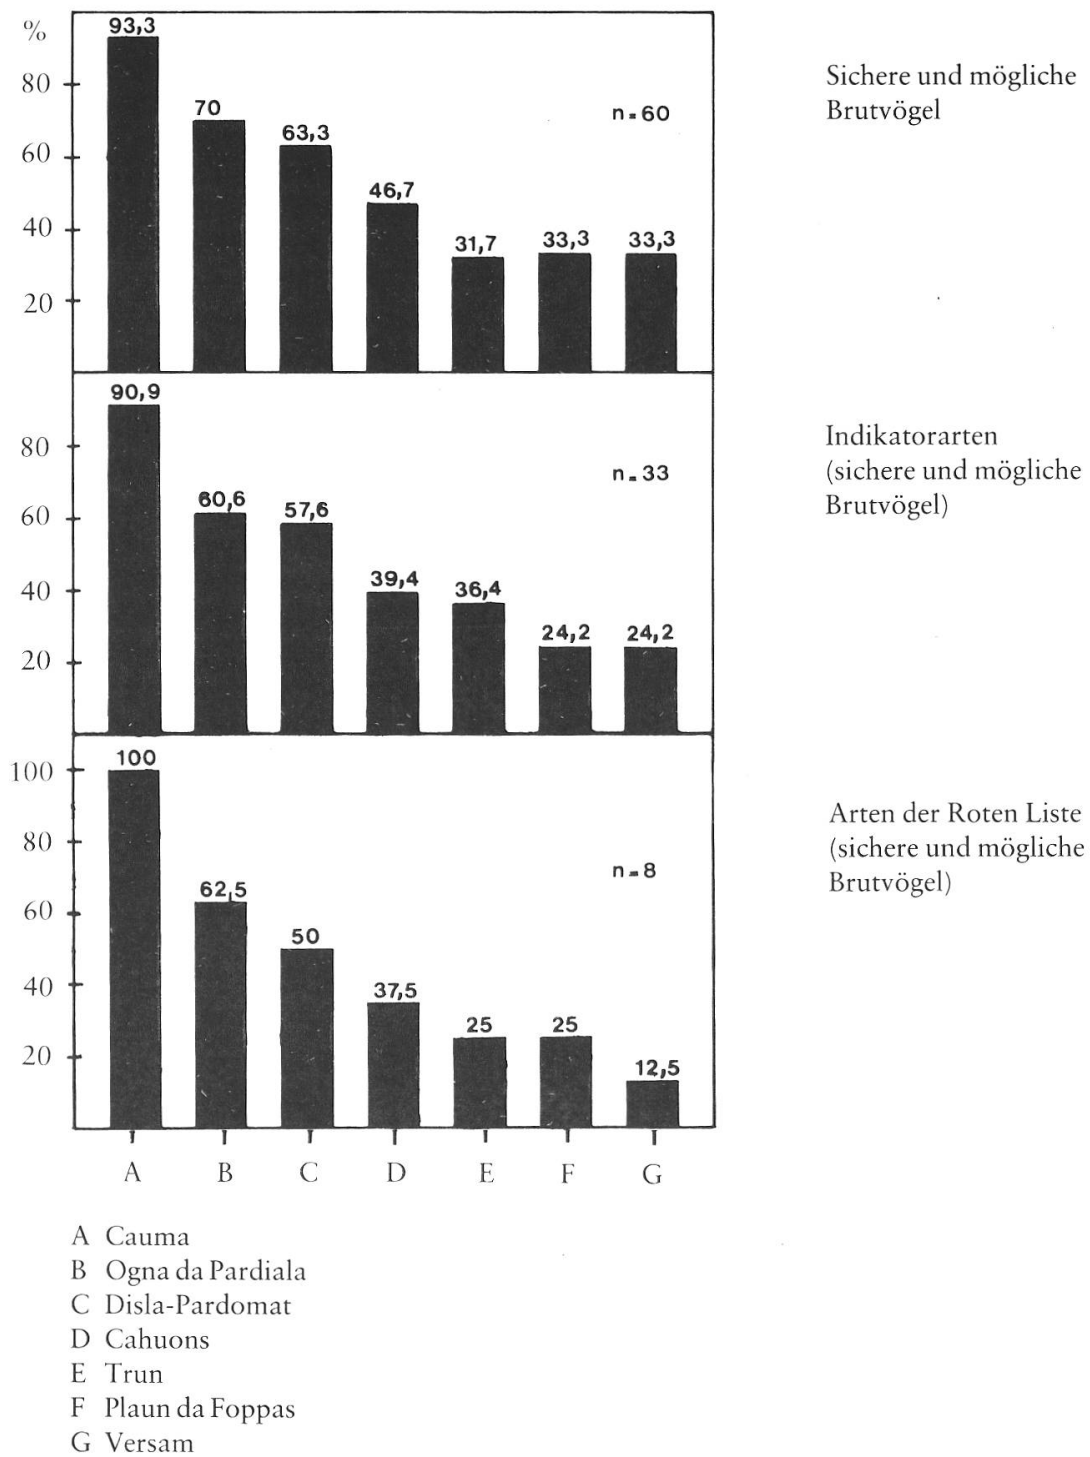 %
93,3
80
70
n=60
63,3
60
46,7
40
31,7
33,3
33,3
20
Sichere und mögliche
Brutvögel
90,9
80
n=33
60,6
57,6
60
39,4
36,4
40
24,2
24,2
20
Indikatorarten
(sichere und mögliche
Brutvögel)
100
100
80
n=8
62,5
60
50
40
37,5
25
25
20
12,5
Arten der Roten Liste
(sichere und mögliche
Brutvögel)
A B C D E F G
A Cauma
B Ogna da Pardiala
C Disla-Pardomat
D Cahuons
E Trun
F Plaun da Foppas
G Versam